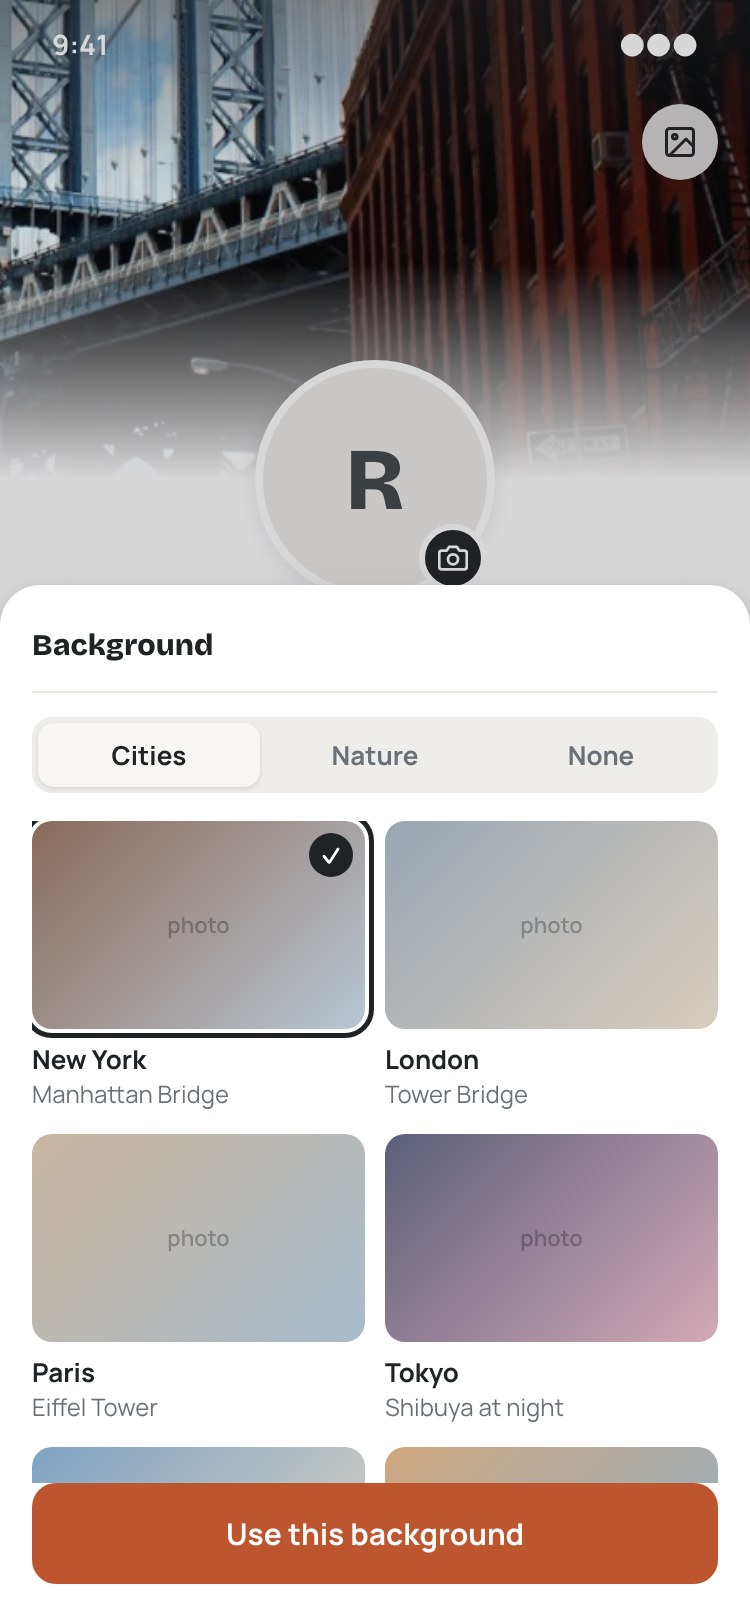 9:41
R
Background
Cities
Nature
None
photo
photo
New York
London
Manhattan Bridge
Tower Bridge
photo
photo
Paris
Tokyo
Eiffel Tower
Shibuya at night
Use this background